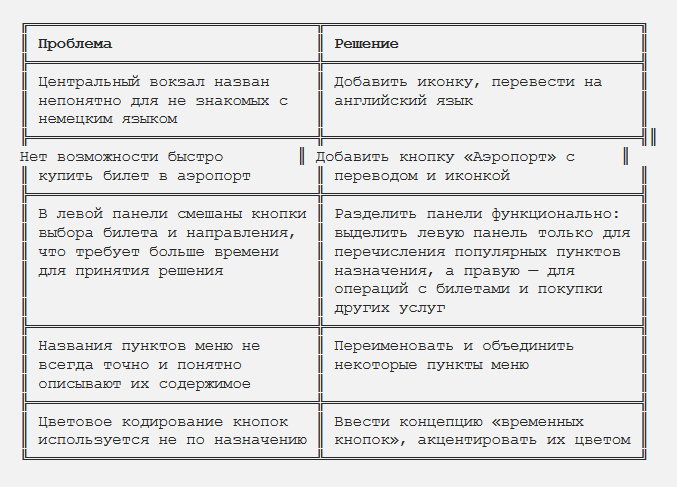 Проблема Решение
Центральный вокзал назван Добавить иконку, перевести на
непонятно для не знакомых с английский язык
немецким языком
Нет возможности быстро Добавить кнопку «Аэропорт» с
купить билет в аэропорт переводом и иконкой
В левой панели смешаны кнопки Разделить панели функционально:
выбора билета и направления, выделить левую панель только для
что требует больше времени перечисления популярных пунктов
для принятия решения назначения, а правую — для
операций с билетами и покупки
других услуг
Названия пунктов меню не Переименовать и объединить
всегда точно и понятно некоторые пункты меню
описывают их содержимое
Цветовое кодирование кнопок Ввести концепцию «временных
используется не по назначению кнопок», акцентировать их цветом